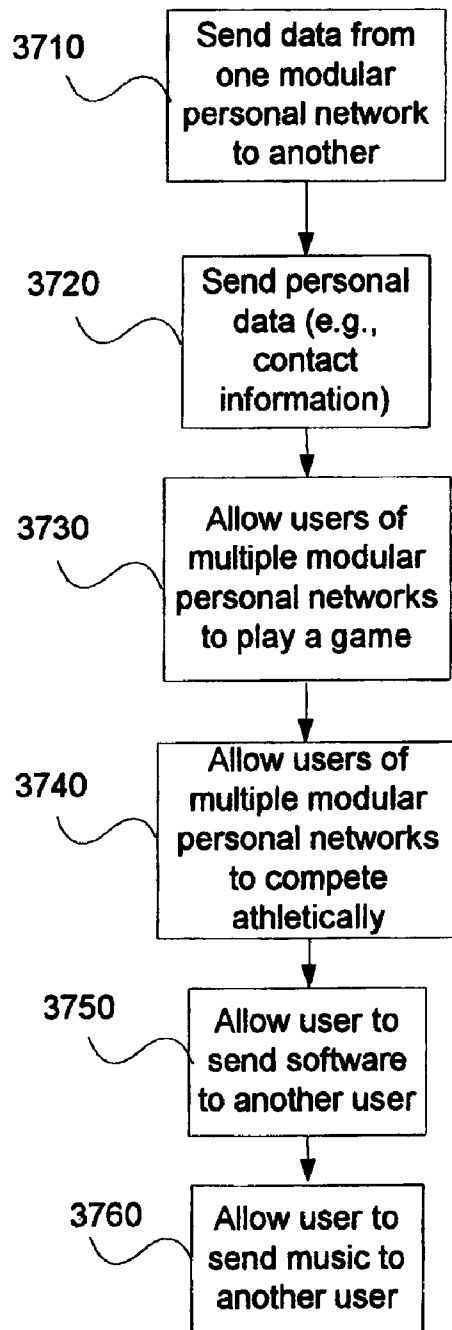 3710
Send data from
one modular
personal network
to another
3720
Send personal
data (e.g.,
contact
information)
3730
Allow users of
multiple modular
personal networks
to play a game
3740
Allow users of
multiple modular
personal networks
to compete
athletically
3750
Allow user to
send software
to another user
3760
Allow user to
send music to
another user